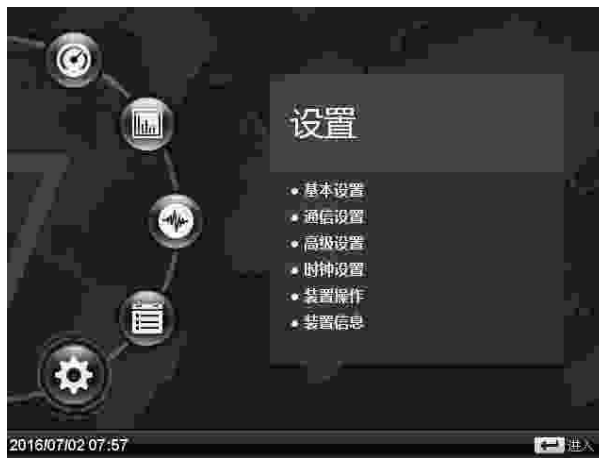 设置
• 基本设置
• 通信设置
• 高级设置
• 时钟设置
• 装置操作
• 装置信息
2016/07/02 07:57
进入